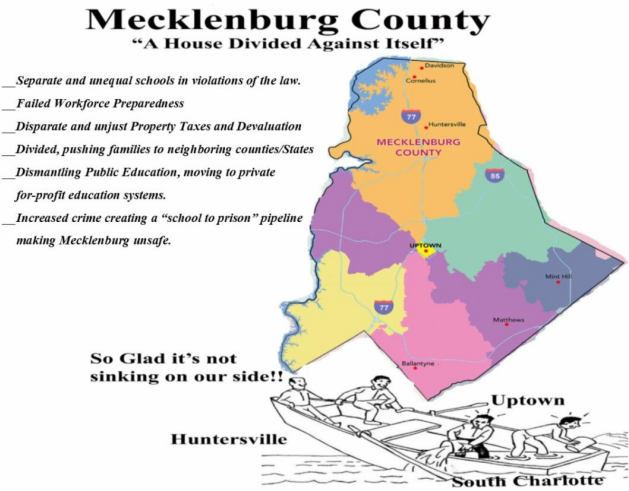 Mecklenburg County
“A House Divided Against Itself”
__Separate and unequal schools in violations of the law.
__Failed Workforce Preparedness
__Disparate and unjust Property Taxes and Devaluation
__Divided, pushing families to neighboring counties/States
__Dismantling Public Education, moving to private
for-profit education systems.
__Increased crime creating a “school to prison” pipeline
making Mecklenburg unsafe.
Davidson
Cornelius
77
Huntersville
MECKLENBURG
COUNTY
85
UPTOWN
Mint Hill
77
Matthews
Ballantyne
So Glad it’s not
sinking on our side!!
Uptown
Huntersville
South Charlotte